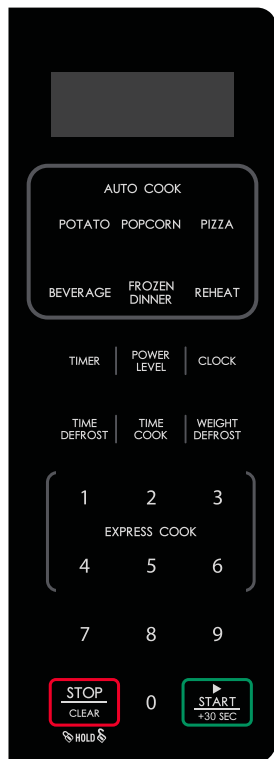 AUTO COOK
POTATO POPCORN PIZZA
BEVERAGE FROZEN DINNER REHEAT
TIMER POWER LEVEL CLOCK
TIME DEFROST TIME COOK WEIGHT DEFROST
1 2 3
EXPRESS COOK
4 5 6
7 8 9
STOP
CLEAR
0
START
+30 SEC
HOLD